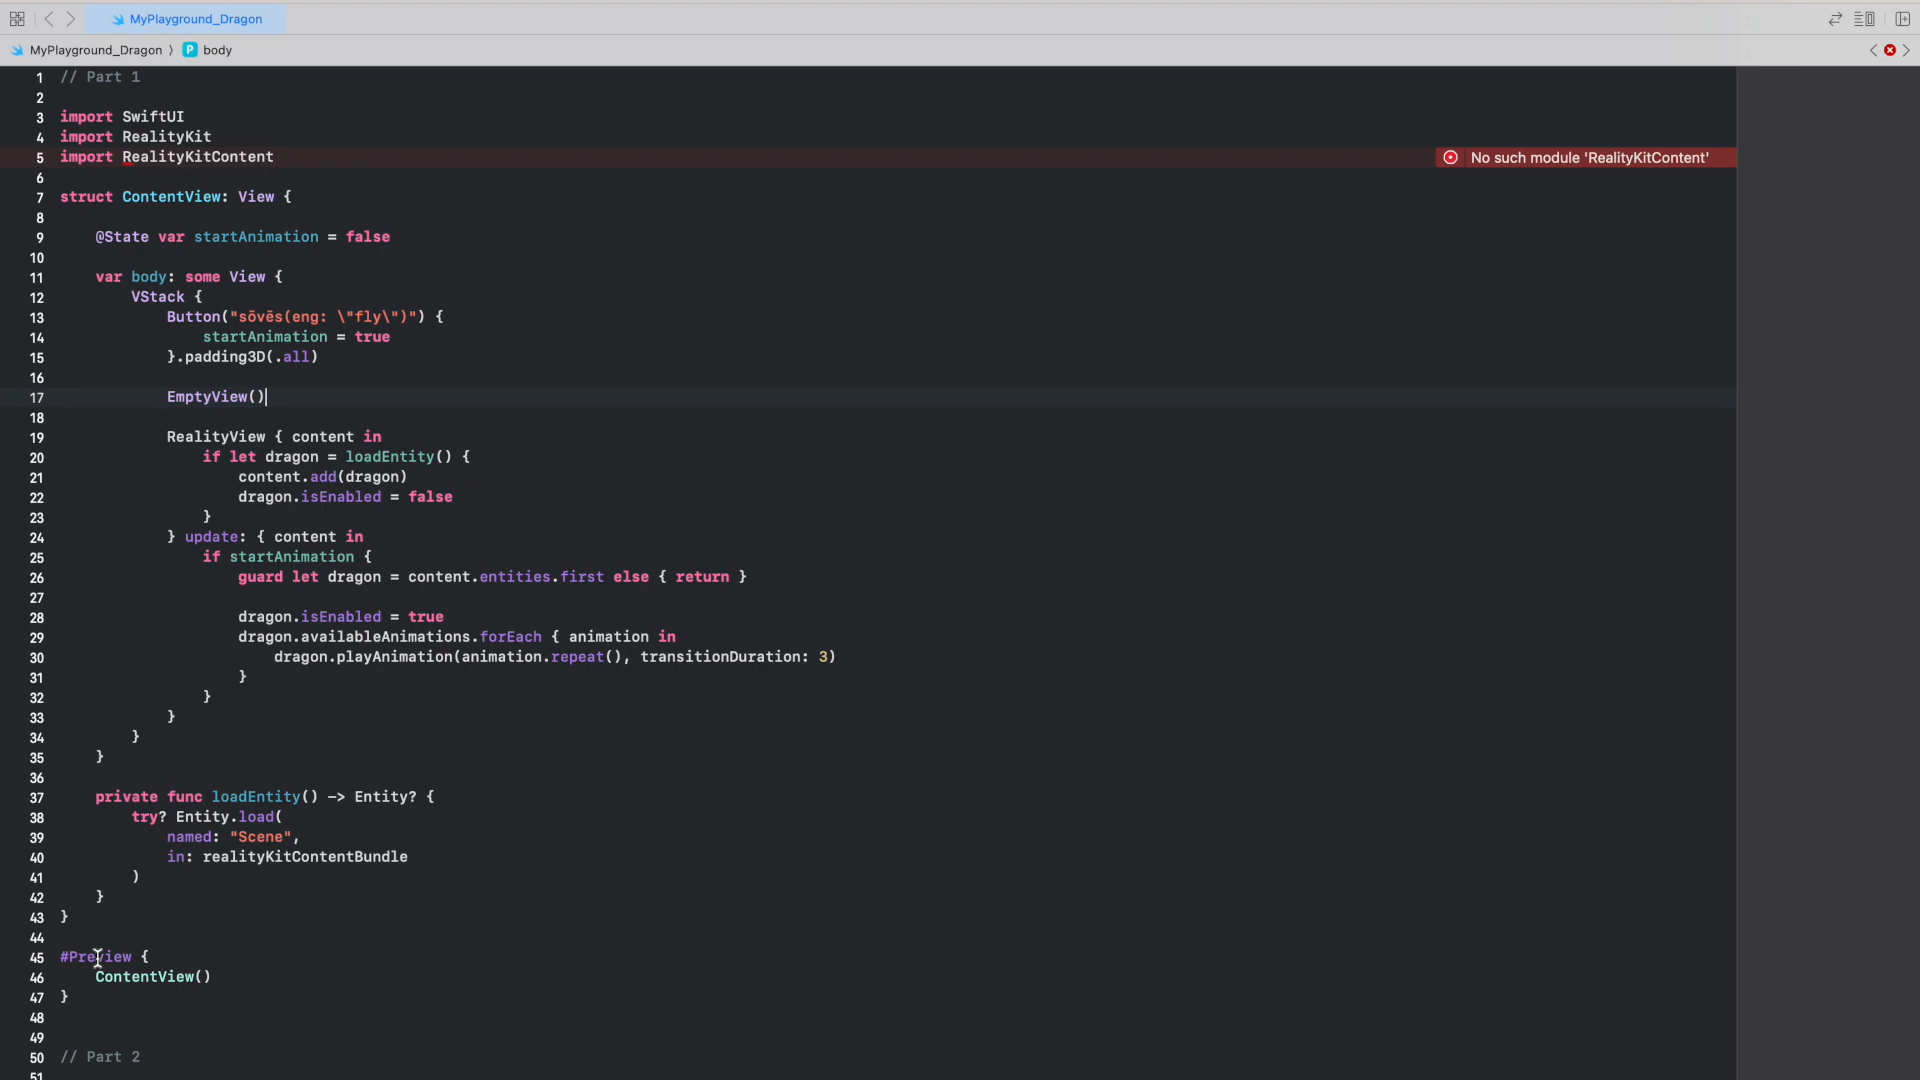 MyPlayground_Dragon
MyPlayground_Dragon 〉 P body
1 // Part 1
2
3 import SwiftUI
4 import RealityKit
5 import RealityKitContent No such module 'RealityKitContent'
6
7 struct ContentView: View {
8
9 @State var startAnimation = false
10
11 var body: some View {
12 VStack {
13 Button("sōvēs(eng: \"fly\")") {
14 startAnimation = true
15 }.padding3D(.all)
16
17 EmptyView()
18
19 RealityView { content in
20 if let dragon = loadEntity() {
21 content.add(dragon)
22 dragon.isEnabled = false
23 }
24 } update: { content in
25 if startAnimation {
26 guard let dragon = content.entities.first else { return }
27
28 dragon.isEnabled = true
29 dragon.availableAnimations.forEach { animation in
30 dragon.playAnimation(animation.repeat(), transitionDuration: 3)
31 }
32 }
33 }
34 }
35 }
36
37 private func loadEntity() -> Entity? {
38 try? Entity.load(
39 named: "Scene",
40 in: realityKitContentBundle
41 )
42 }
43 }
44
45 #Preview {
46 ContentView()
47 }
48
49
50 // Part 2
51